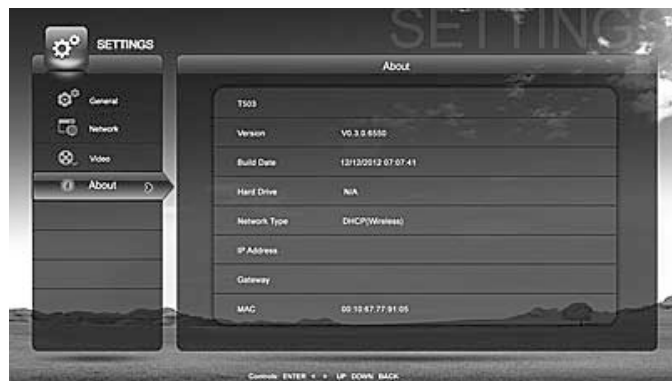 SETTINGS
SETTINGS
About
General
Network
Video
About
T503
Version V0.3.0.6550
Build Date 12/12/2012 07:07:41
Hard Drive N/A
Network Type DHCP(Wireless)
IP Address
Gateway
MAC 00:10:67:77:91:05
Controls: ENTER < > UP DOWN BACK